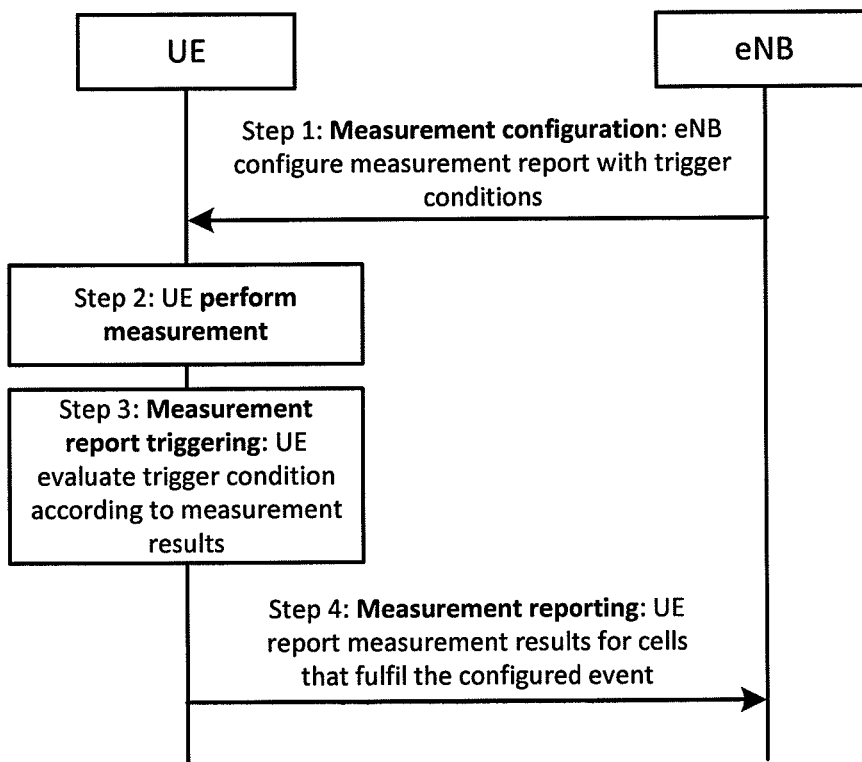 UE
eNB
Step 1: Measurement configuration: eNB
configure measurement report with trigger
conditions
Step 2: UE perform
measurement
Step 3: Measurement
report triggering: UE
evaluate trigger condition
according to measurement
results
Step 4: Measurement reporting: UE
report measurement results for cells
that fulfil the configured event